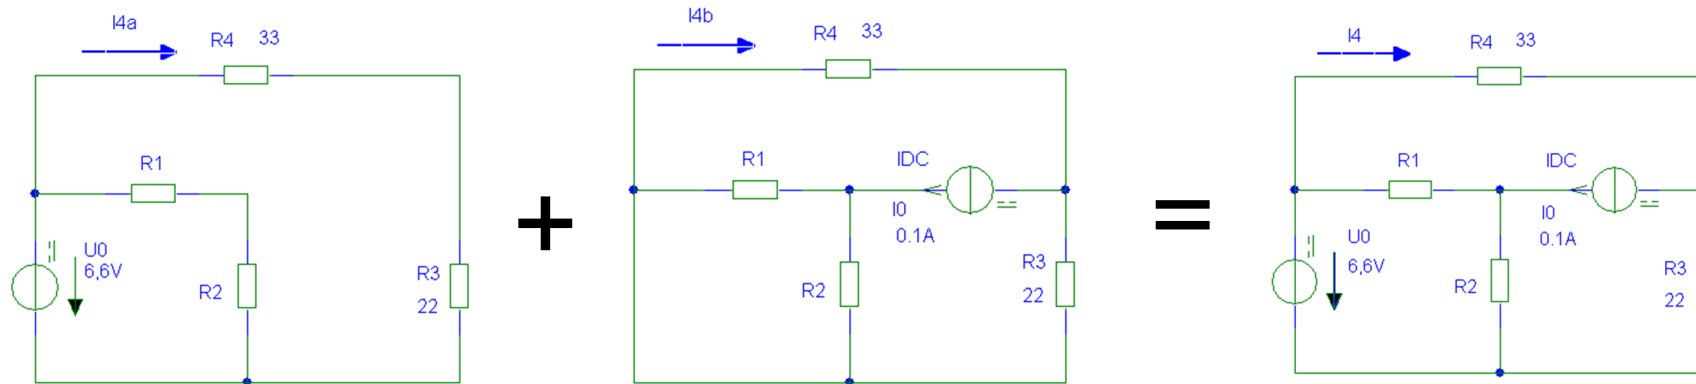 I4a
R4 33
R1
U0
6,6V
R2
R3
22
+
I4b
R4 33
R1
IDC
I0
0.1A
R2
R3
22
=
I4
R4 33
R1
IDC
I0
0.1A
U0
6,6V
R2
R3
22